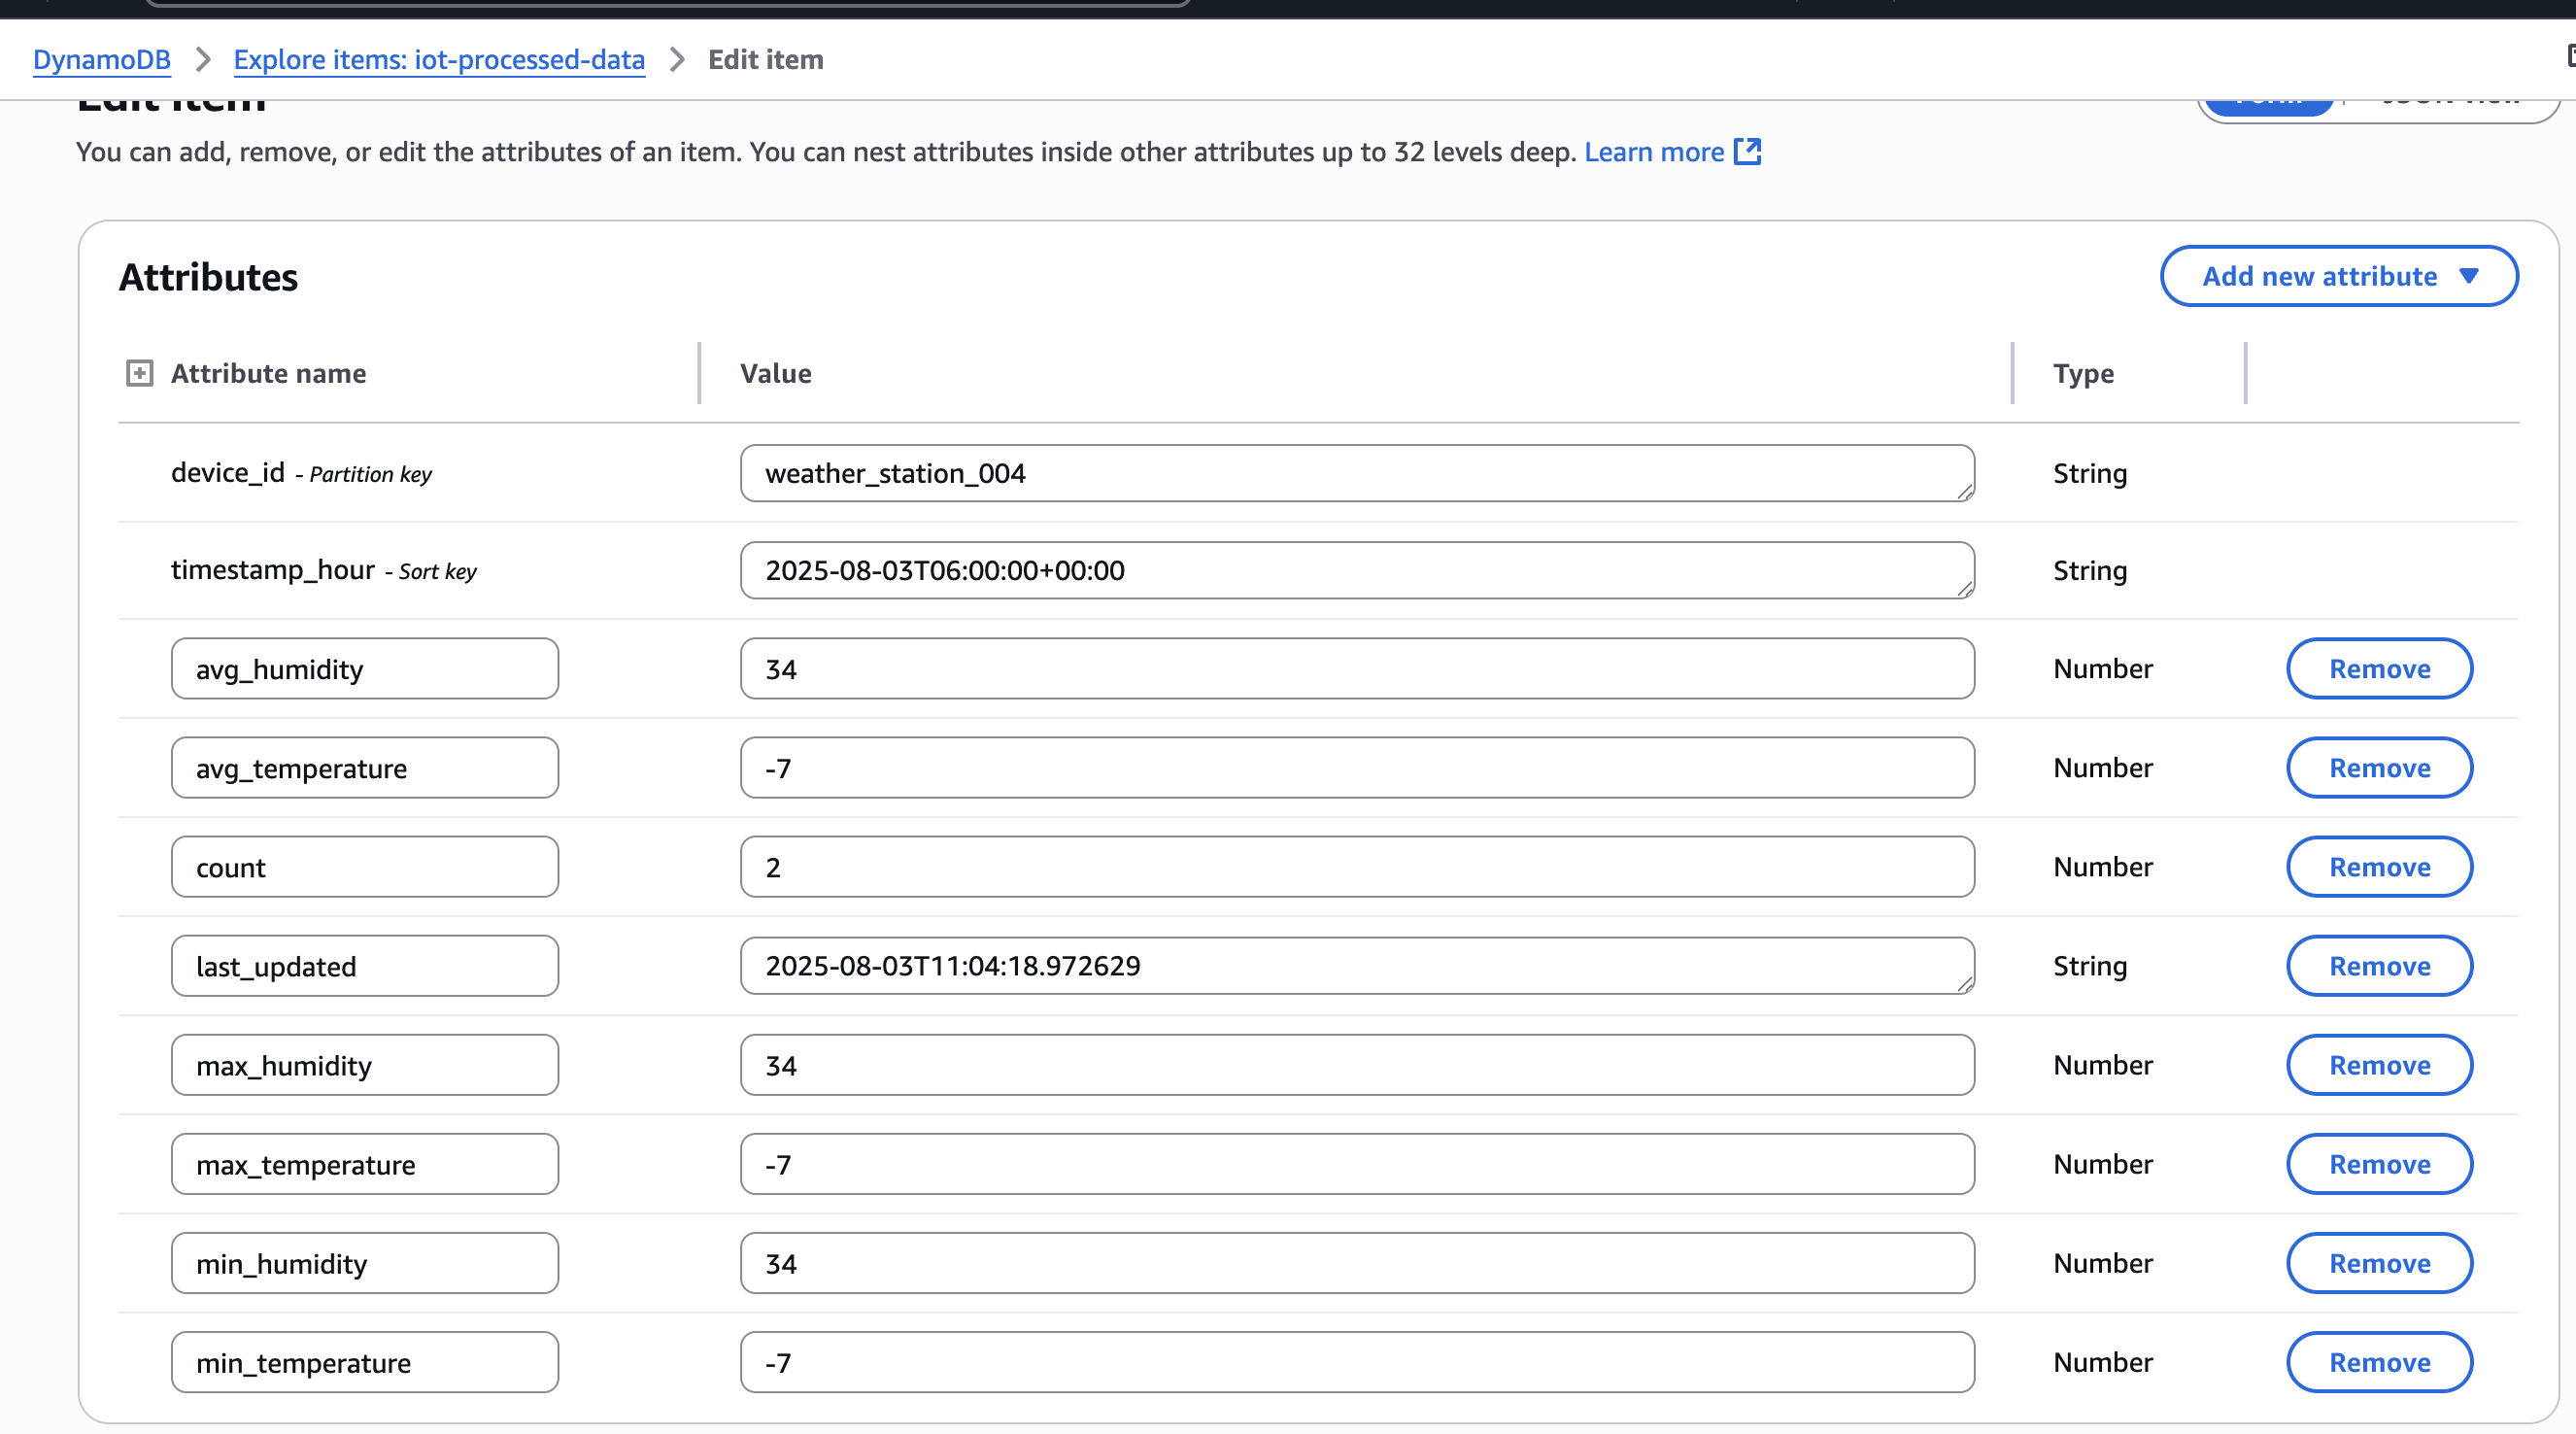 DynamoDB > Explore items: iot-processed-data > Edit item
Edit item
You can add, remove, or edit the attributes of an item. You can nest attributes inside other attributes up to 32 levels deep. Learn more
Attributes
Add new attribute
Attribute name Value Type
device_id - Partition key weather_station_004 String
timestamp_hour - Sort key 2025-08-03T06:00:00+00:00 String
avg_humidity 34 Number Remove
avg_temperature -7 Number Remove
count 2 Number Remove
last_updated 2025-08-03T11:04:18.972629 String Remove
max_humidity 34 Number Remove
max_temperature -7 Number Remove
min_humidity 34 Number Remove
min_temperature -7 Number Remove